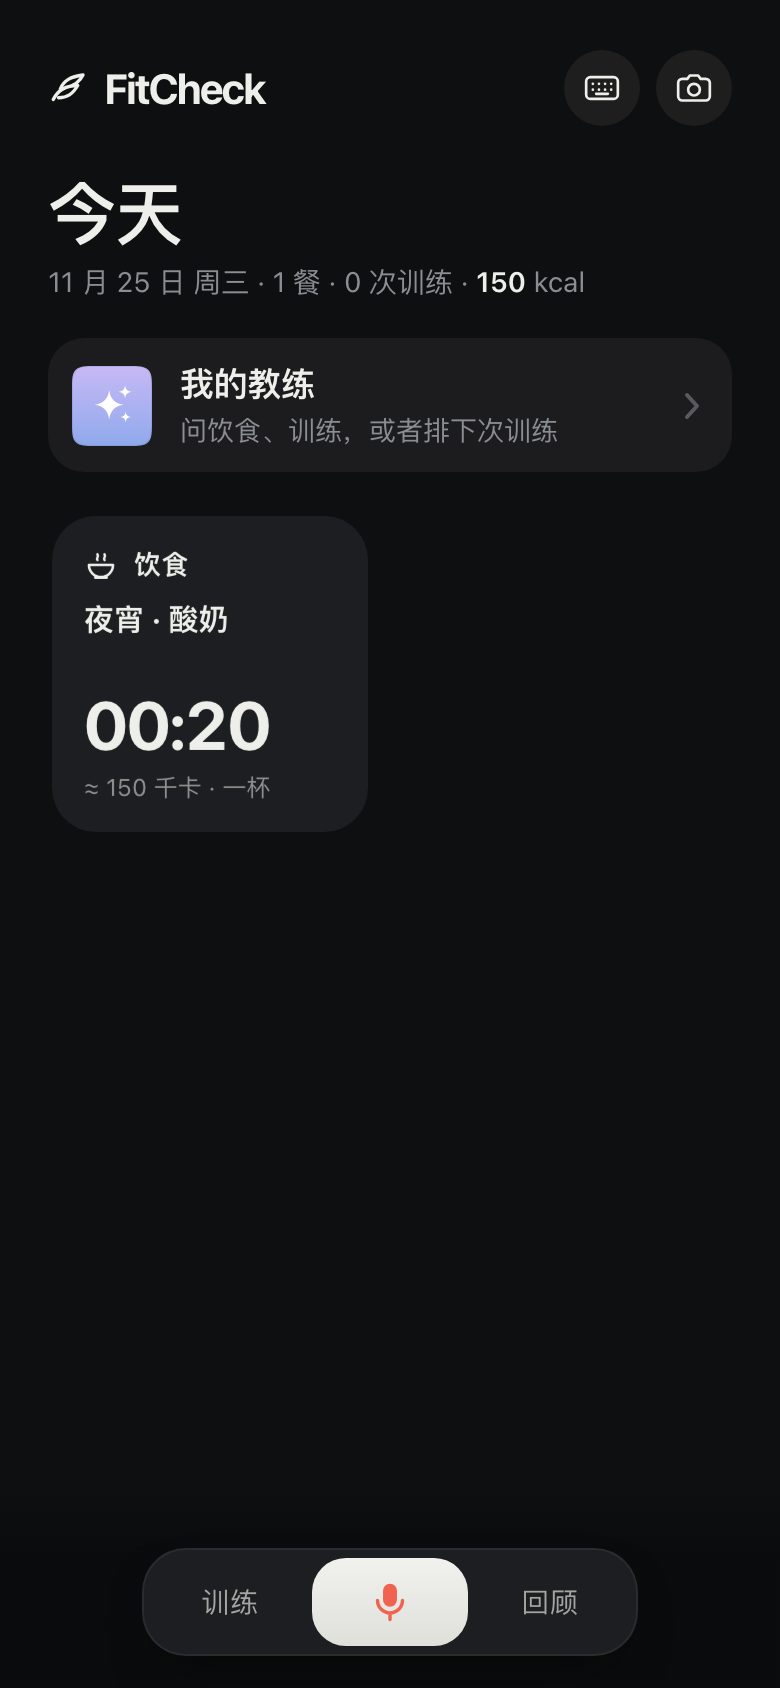 FitCheck
今天
11 月 25 日 周三 · 1 餐 · 0 次训练 · 150 kcal
我的教练
问饮食、训练，或者排下次训练
饮食
夜宵 · 酸奶
00:20
≈ 150 千卡 · 一杯
训练
回顾